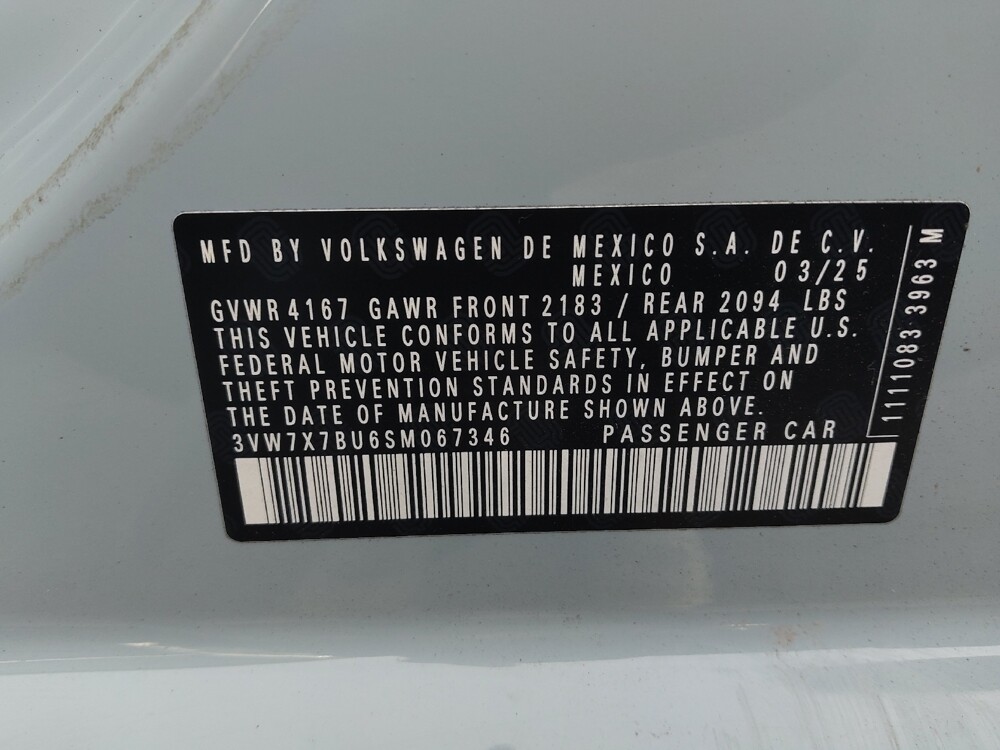 MFD BY VOLKSWAGEN DE MEXICO S.A. DE C.V.
MEXICO 03/25
GVWR 4167 GAWR FRONT 2183 / REAR 2094 LBS
THIS VEHICLE CONFORMS TO ALL APPLICABLE U.S.
FEDERAL MOTOR VEHICLE SAFETY, BUMPER AND
THEFT PREVENTION STANDARDS IN EFFECT ON
THE DATE OF MANUFACTURE SHOWN ABOVE.
3VW7X7BU6SM067346 PASSENGER CAR
1111083 3963 M